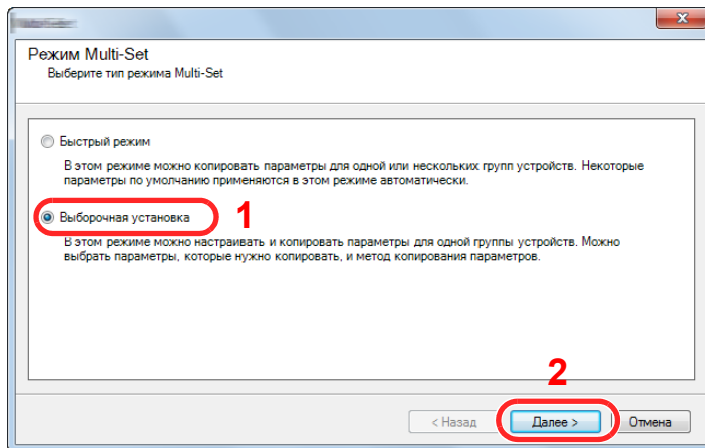 Режим Multi-Set
Выберите тип режима Multi-Set
Быстрый режим
В этом режиме можно копировать параметры для одной или нескольких групп устройств. Некоторые
параметры по умолчанию применяются в этом режиме автоматически.
Выборочная установка 1
В этом режиме можно настраивать и копировать параметры для одной группы устройств. Можно
выбрать параметры, которые нужно копировать, и метод копирования параметров.
2
< Назад Далее > Отмена